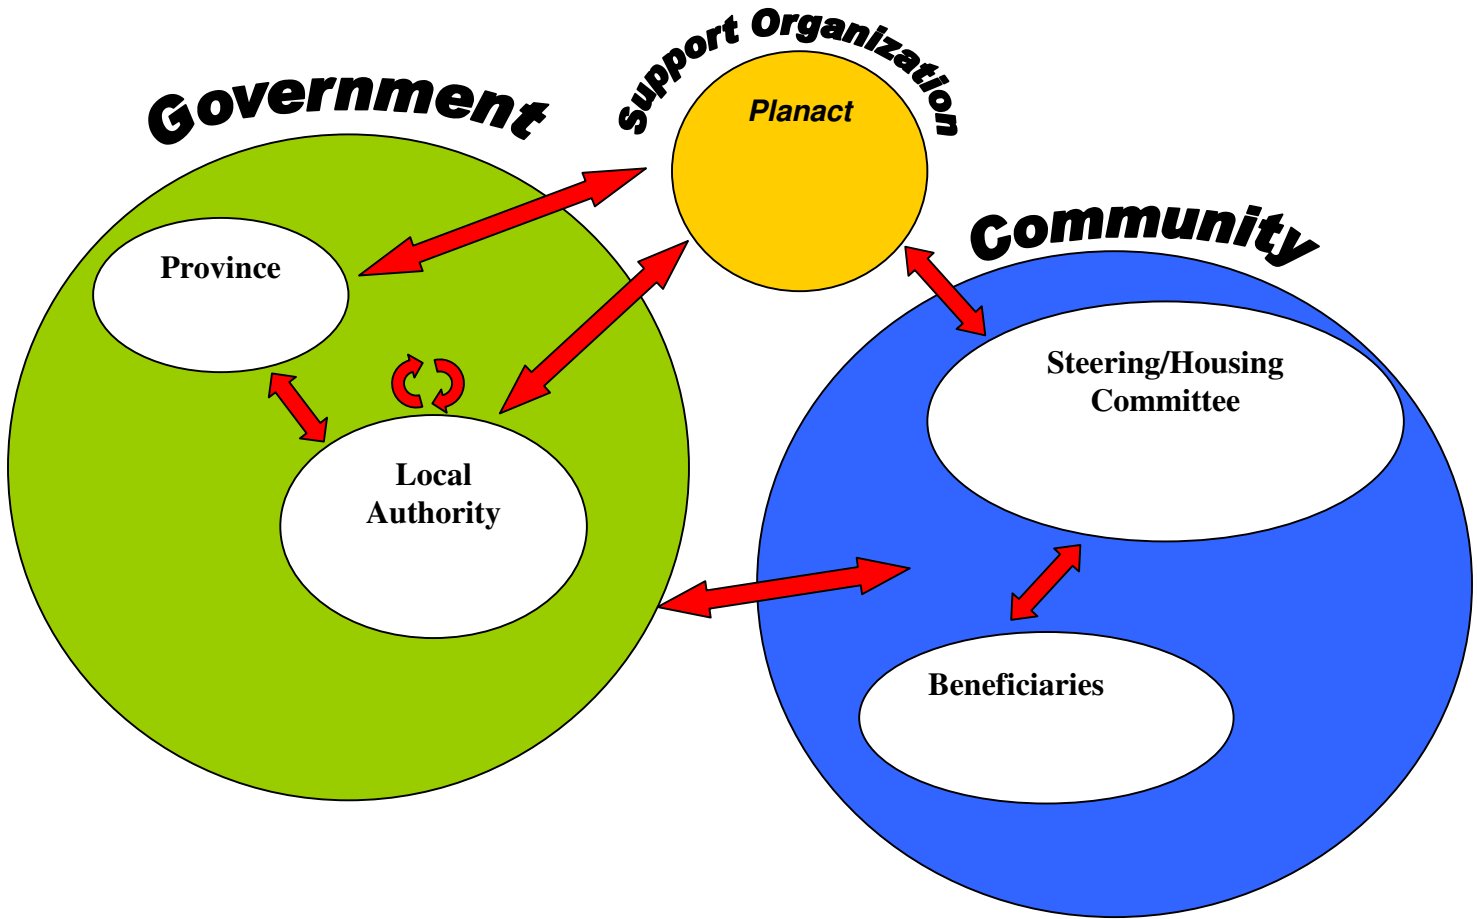 Support Organization
Government
Planact
Community
Province
Steering/Housing
Committee
Local
Authority
Beneficiaries